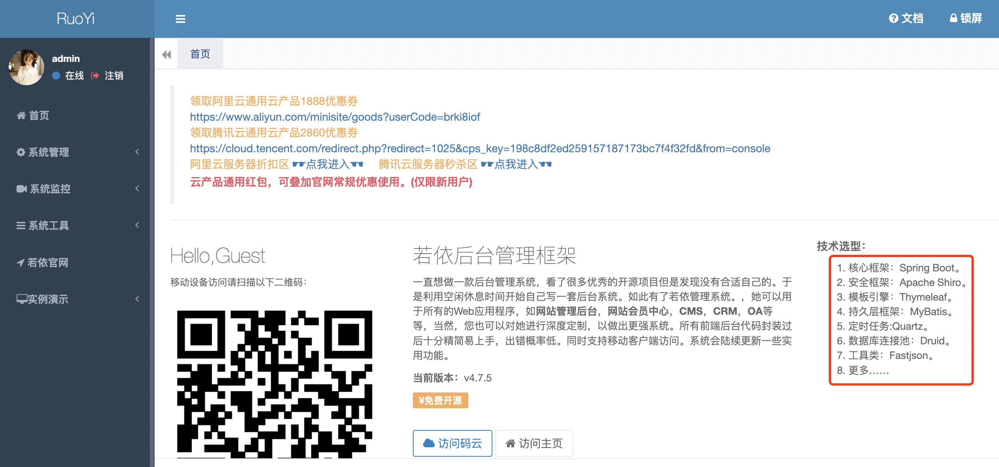 RuoYi
文档
锁屏
admin
在线 注销
首页
系统管理
系统监控
系统工具
若依官网
实例演示
首页
领取阿里云通用云产品1888优惠券
https://www.aliyun.com/minisite/goods?userCode=brki8iof
领取腾讯云通用云产品2860优惠券
https://cloud.tencent.com/redirect.php?redirect=1025&cps_key=198c8df2ed259157187173bc7f4f32fd&from=console
阿里云服务器折扣区 ☛☛点我进入☚☚ 腾讯云服务器秒杀区 ☛☛点我进入☚☚
云产品通用红包，可叠加官网常规优惠使用。(仅限新用户)
Hello,Guest
移动设备访问请扫描以下二维码：
若依后台管理框架
一直想做一款后台管理系统，看了很多优秀的开源项目但是发现没有合适自己的。于
是利用空闲休息时间开始自己写一套后台系统。如此有了若依管理系统。，她可以用
于所有的Web应用程序，如网站管理后台，网站会员中心，CMS，CRM，OA等
等，当然，您也可以对她进行深度定制，以做出更强系统。所有前端后台代码封装过
后十分精简易上手，出错概率低。同时支持移动客户端访问。系统会陆续更新一些实
用功能。
当前版本：v4.7.5
¥免费开源
访问码云
访问主页
技术选型：
1. 核心框架：Spring Boot。
2. 安全框架：Apache Shiro。
3. 模板引擎：Thymeleaf。
4. 持久层框架：MyBatis。
5. 定时任务:Quartz。
6. 数据库连接池：Druid。
7. 工具类：Fastjson。
8. 更多……